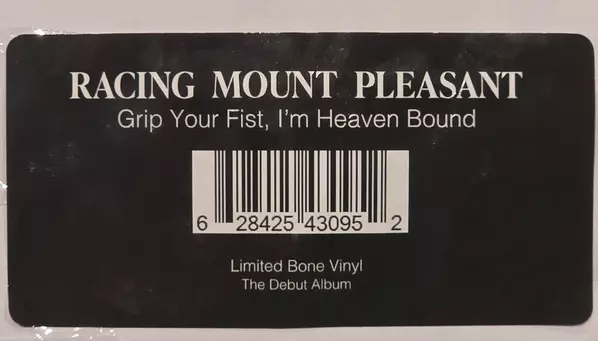 RACING MOUNT PLEASANT
Grip Your Fist, I'm Heaven Bound
6 28425 43095 2
Limited Bone Vinyl
The Debut Album